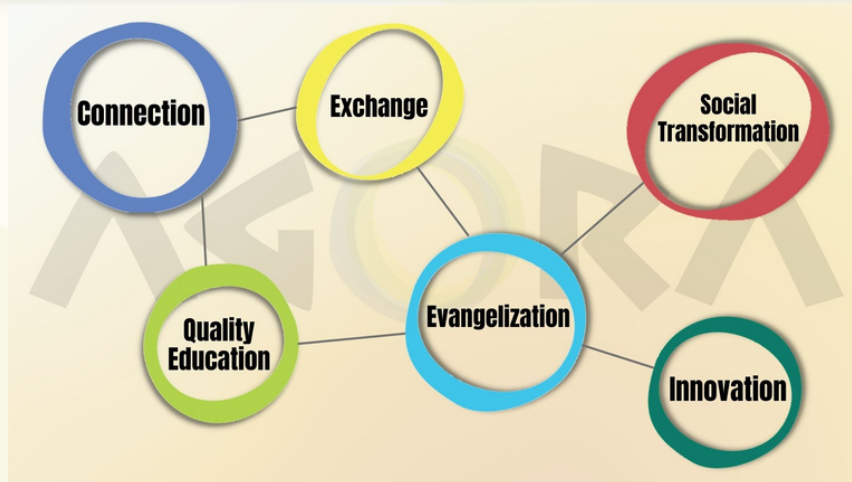 Connection
Exchange
Social
Transformation
AGORA
Quality
Education
Evangelization
Innovation